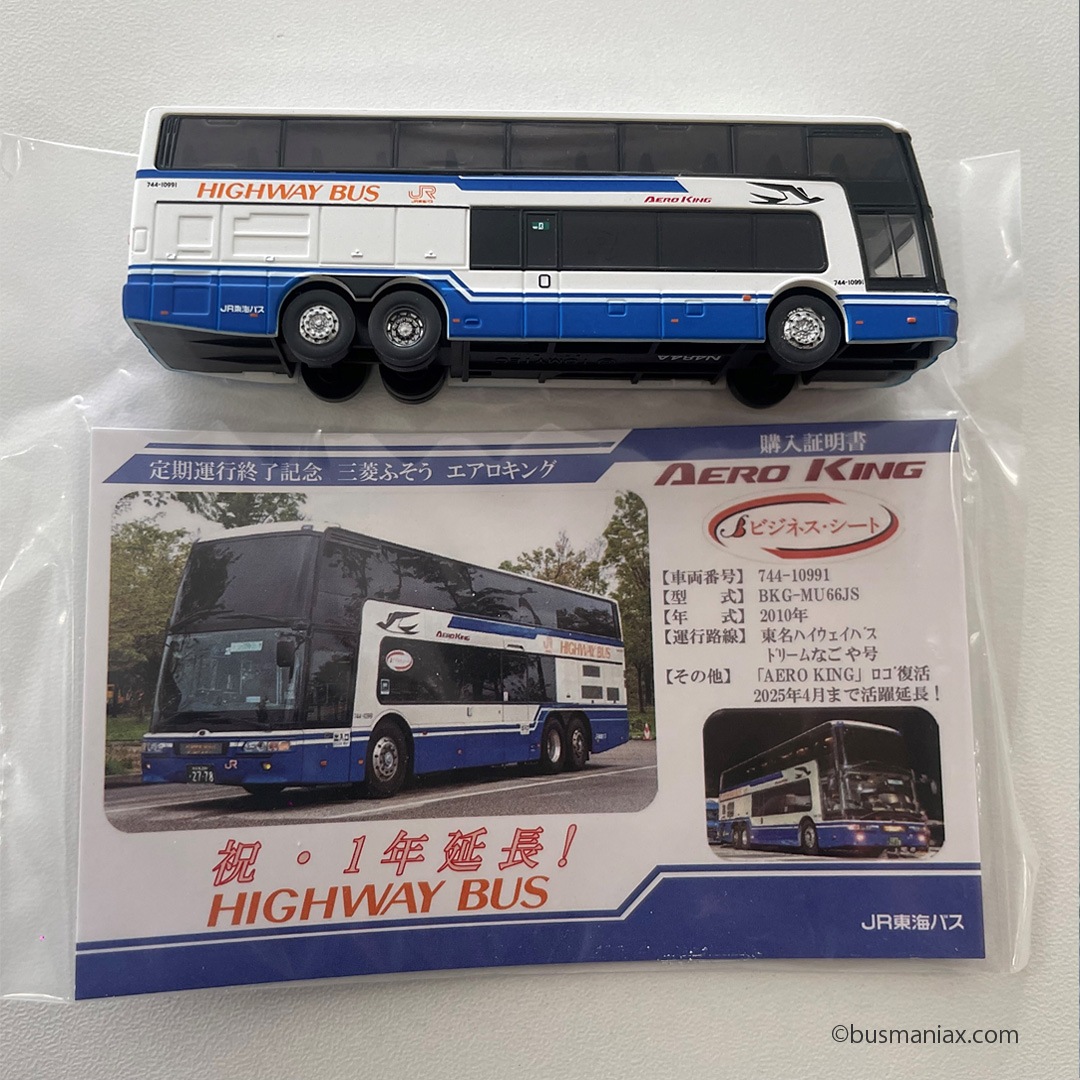 744-10991
HIGHWAY BUS
JR
AERO KING
744-10991
JR東海バス
定期運行終了記念 三菱ふそう エアロキング
購入証明書
AERO KING
ビジネス・シート
【車両番号】 744-10991
【型　式】 BKG-MU66JS
【年　式】 2010年
【運行路線】 東名ハイウェイバス
ドリームなごや号
【その他】 「AERO KING」ロゴ復活
2025年4月まで活躍延長!
AERO KING
HIGHWAY BUS
出入口
JR
27-78
祝・1年延長!
HIGHWAY BUS
JR東海バス
©busmaniax.com